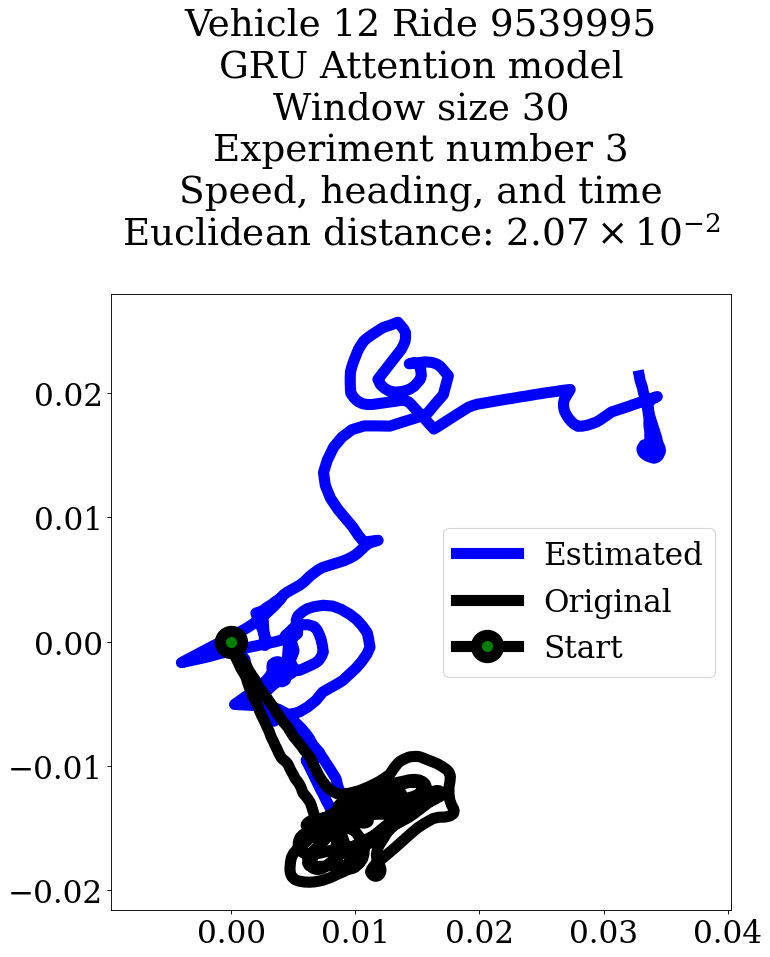 Vehicle 12 Ride 9539995
GRU Attention model
Window size 30
Experiment number 3
Speed, heading, and time
Euclidean distance: 2.07 × 10⁻²
0.02
0.01
0.00
−0.01
−0.02
Estimated
Original
Start
0.00 0.01 0.02 0.03 0.04